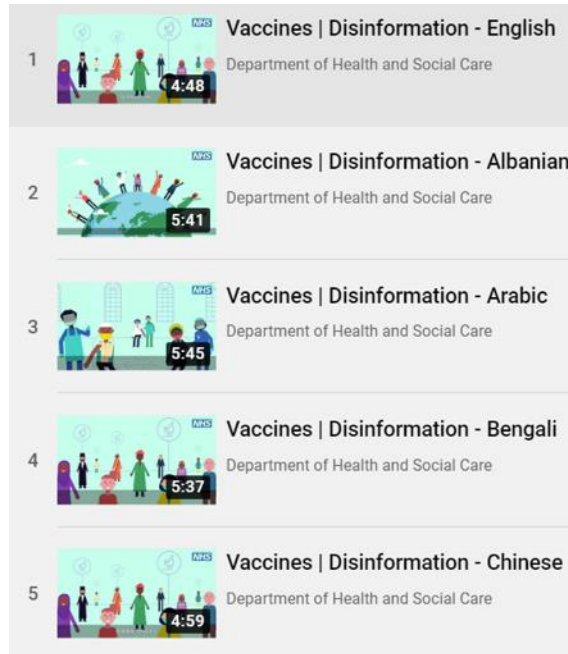 1
NHS
4:48
Vaccines | Disinformation - English
Department of Health and Social Care
2
NHS
5:41
Vaccines | Disinformation - Albanian
Department of Health and Social Care
3
NHS
5:45
Vaccines | Disinformation - Arabic
Department of Health and Social Care
4
NHS
5:37
Vaccines | Disinformation - Bengali
Department of Health and Social Care
5
NHS
4:59
Vaccines | Disinformation - Chinese
Department of Health and Social Care